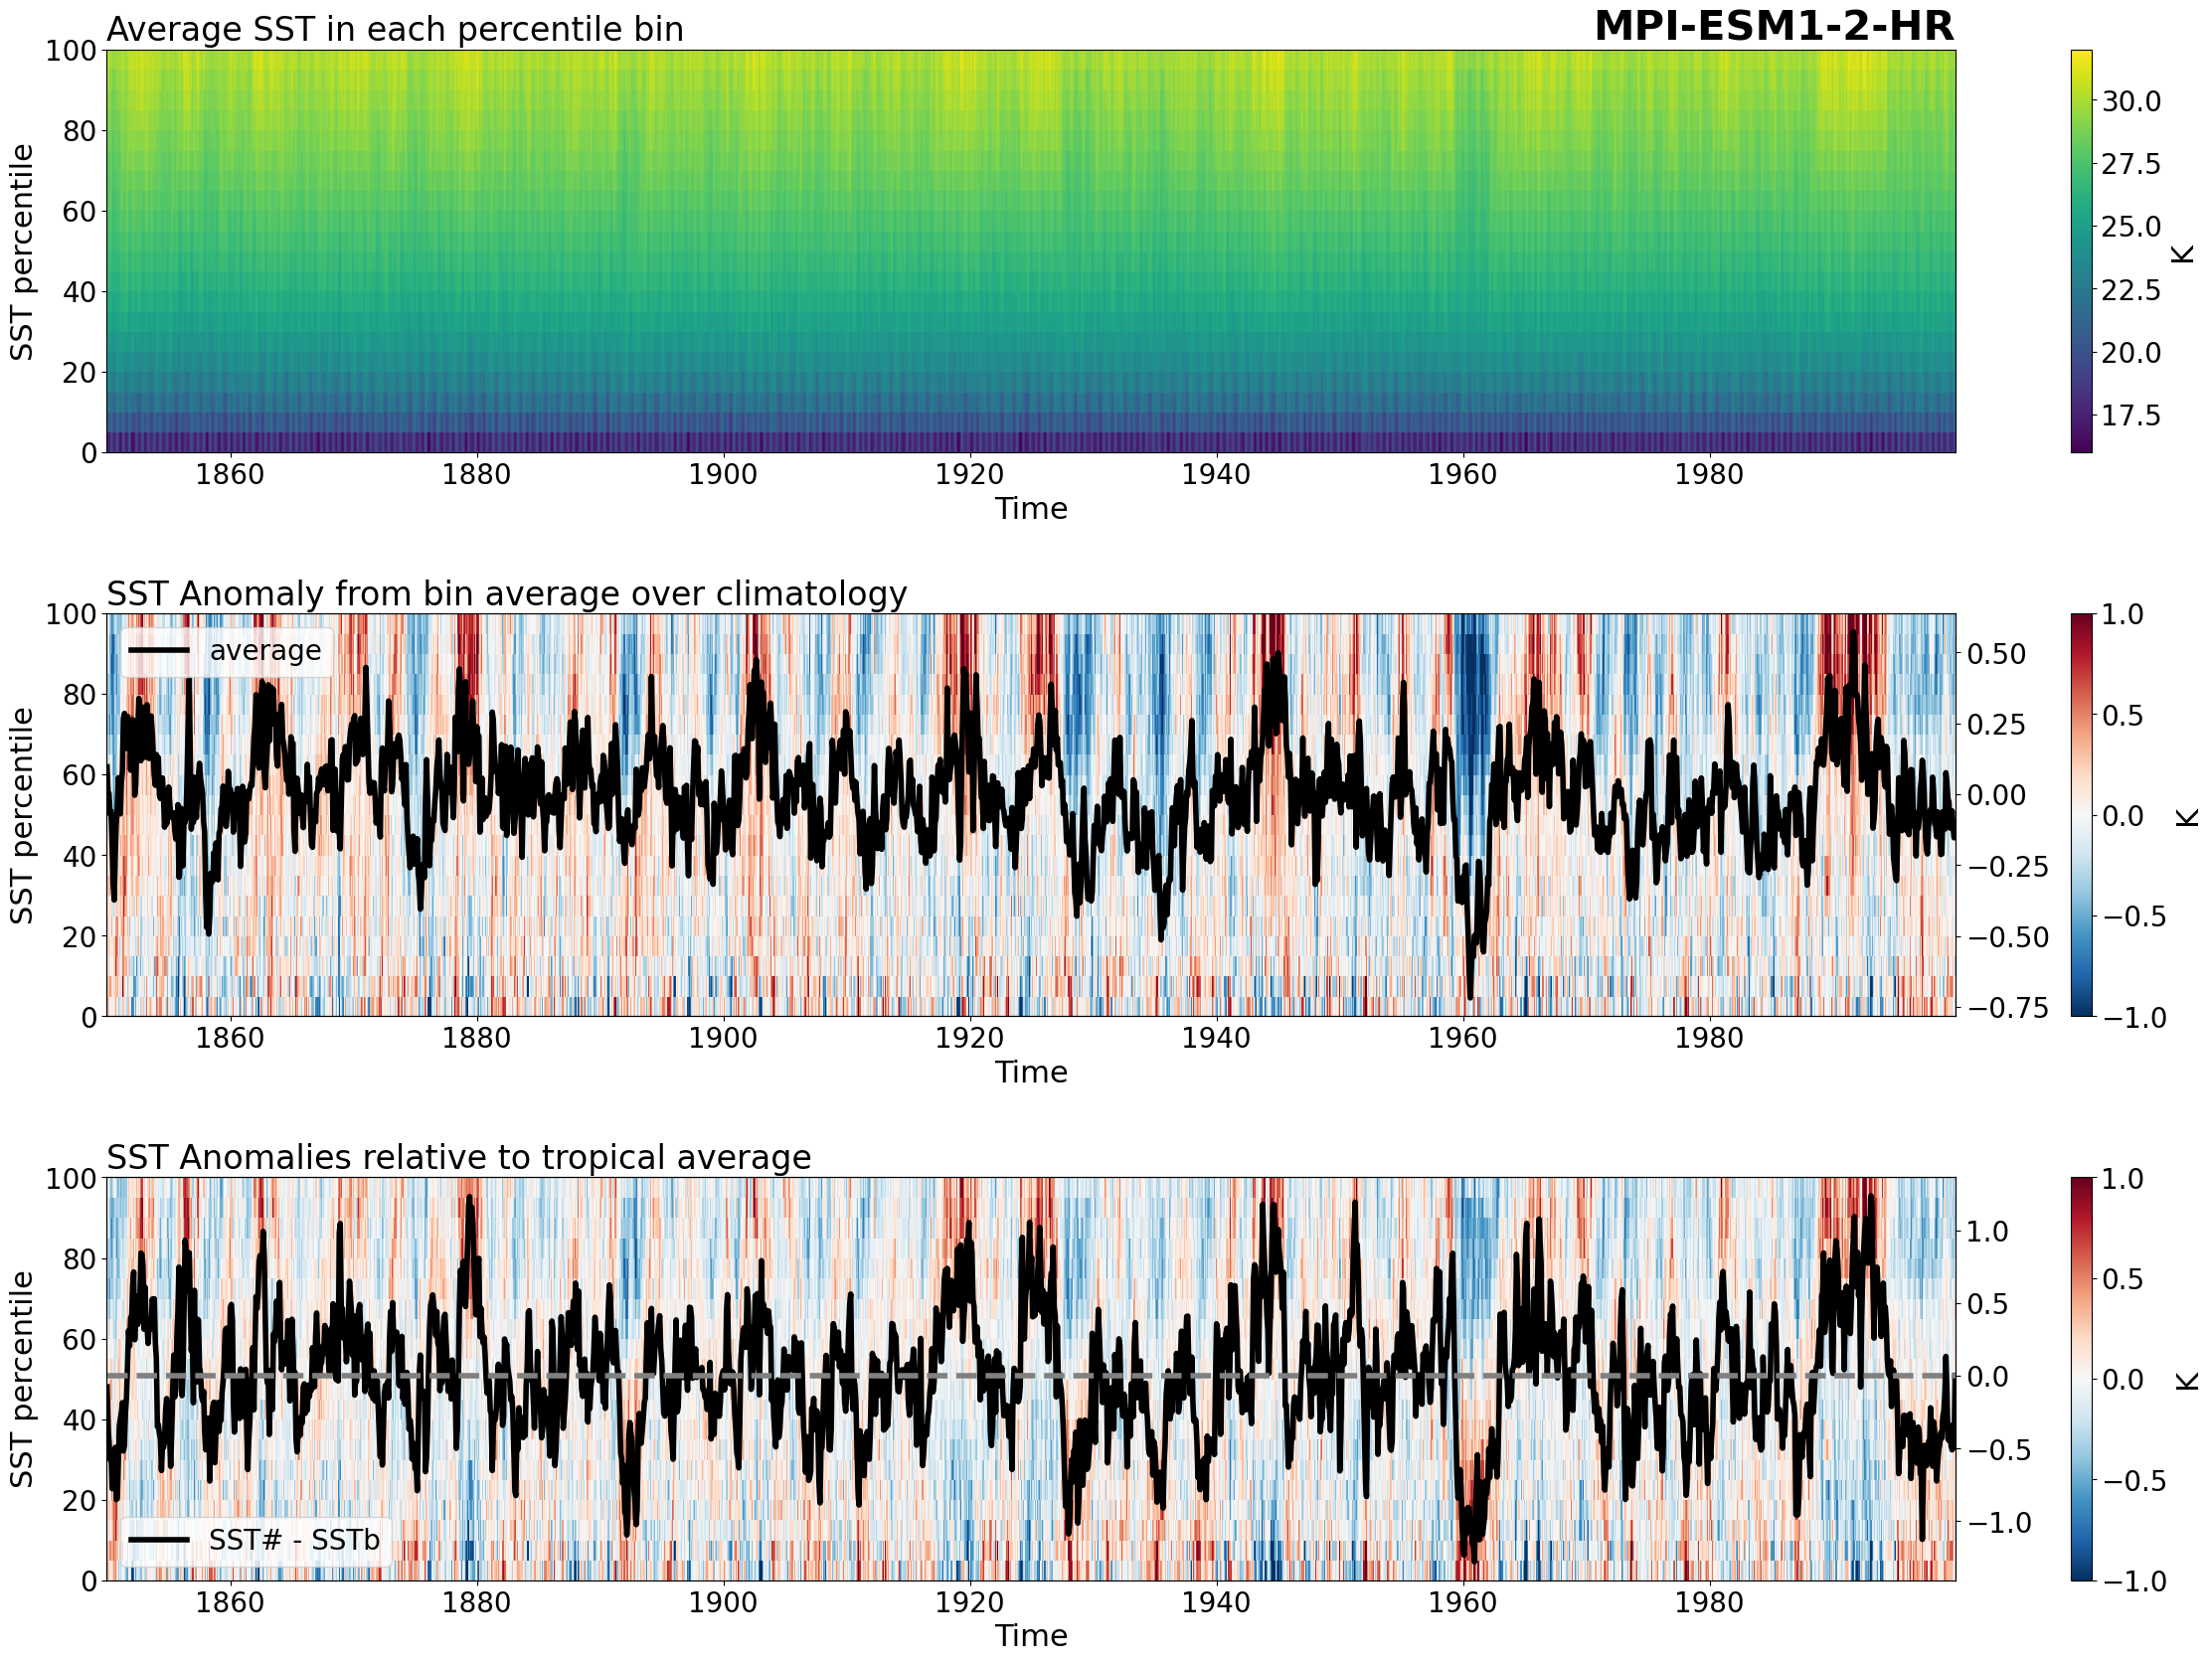 Average SST in each percentile bin
MPI-ESM1-2-HR
100
80
60
40
20
0
SST percentile
1860 1880 1900 1920 1940 1960 1980
Time
30.0
27.5
25.0
22.5
20.0
17.5
K
SST Anomaly from bin average over climatology
100
80
60
40
20
0
SST percentile
average
1860 1880 1900 1920 1940 1960 1980
Time
0.50
0.25
0.00
−0.25
−0.50
−0.75
1.0
0.5
0.0
−0.5
−1.0
K
SST Anomalies relative to tropical average
100
80
60
40
20
0
SST percentile
SST# - SSTb
1860 1880 1900 1920 1940 1960 1980
Time
1.0
0.5
0.0
−0.5
−1.0
1.0
0.5
0.0
−0.5
−1.0
K